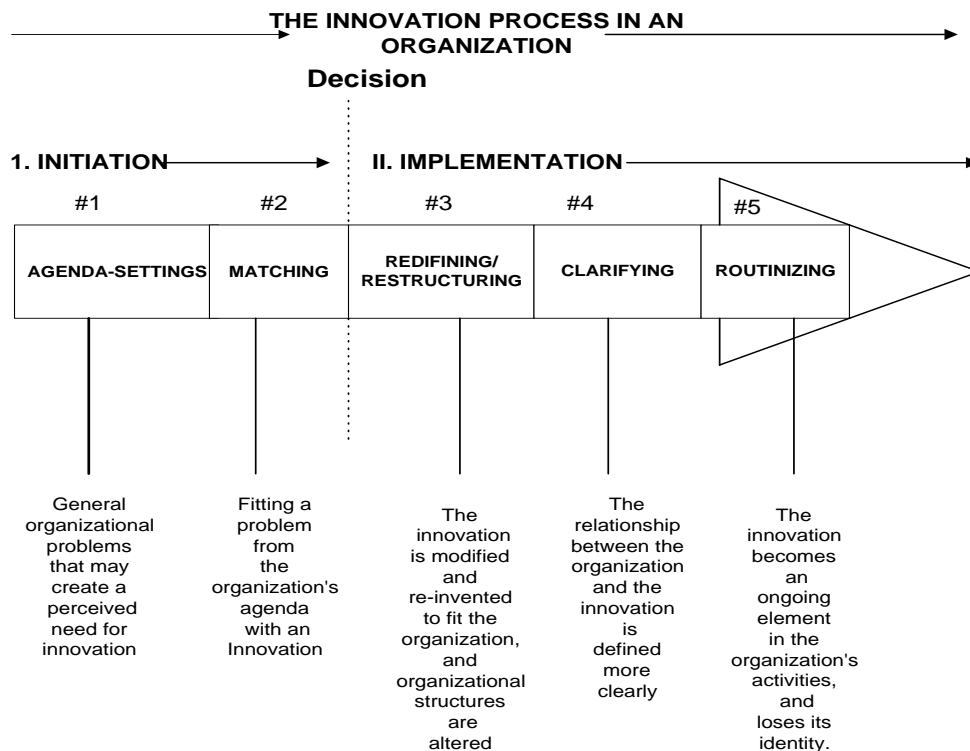 THE INNOVATION PROCESS IN AN
ORGANIZATION
Decision
1. INITIATION
II. IMPLEMENTATION
#1
#2
#3
#4
#5
AGENDA-SETTINGS
MATCHING
REDIFINING/
RESTRUCTURING
CLARIFYING
ROUTINIZING
General
organizational
problems
that may
create a
perceived
need for
innovation
Fitting a
problem
from
the
organization's
agenda
with an
Innovation
The
innovation
is modified
and
re-invented
to fit the
organization,
and
organizational
structures
are
altered
The
relationship
between the
organization
and the
innovation
is
defined
more
clearly
The
innovation
becomes
an
ongoing
element
in the
organization's
activities,
and
loses its
identity.